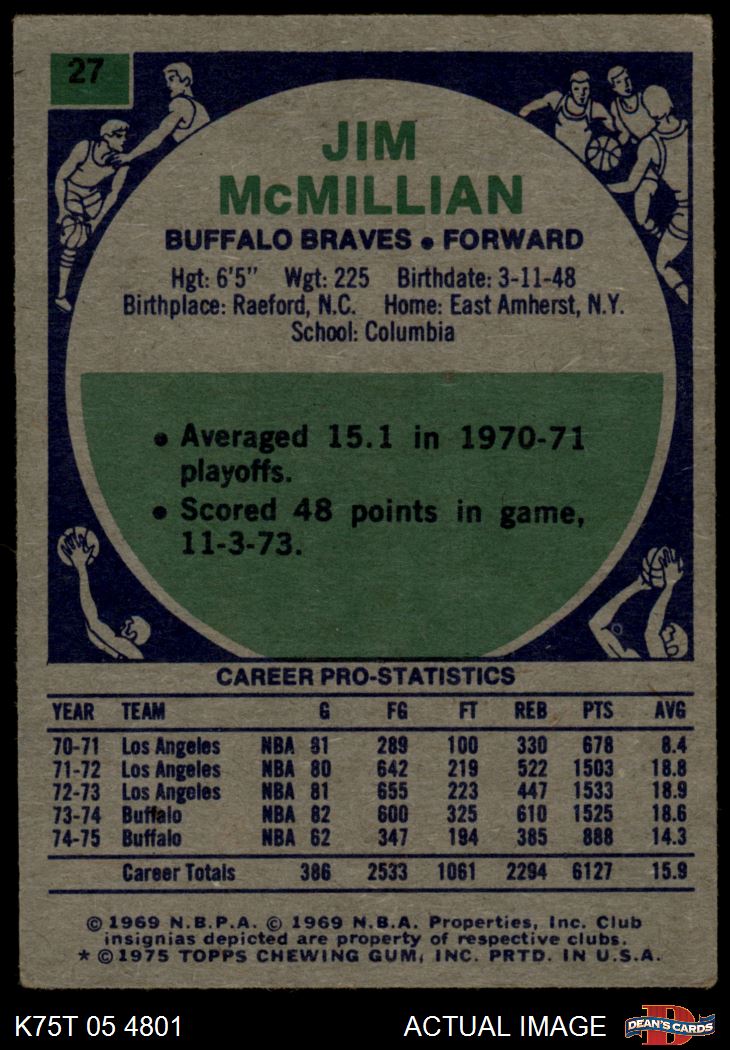 27
JIM
McMILLIAN
BUFFALO BRAVES • FORWARD
Hgt: 6'5" Wgt: 225 Birthdate: 3-11-48
Birthplace: Raeford, N.C. Home: East Amherst, N.Y.
School: Columbia
• Averaged 15.1 in 1970-71
playoffs.
• Scored 48 points in game,
11-3-73.
CAREER PRO-STATISTICS
YEAR TEAM G FG FT REB PTS AVG
70-71 Los Angeles NBA 81 289 100 330 678 8.4
71-72 Los Angeles NBA 80 642 219 522 1503 18.8
72-73 Los Angeles NBA 81 655 223 447 1533 18.9
73-74 Buffalo NBA 82 600 325 610 1525 18.6
74-75 Buffalo NBA 62 347 194 385 888 14.3
Career Totals 386 2533 1061 2294 6127 15.9
© 1969 N.B.P.A. © 1969 N.B.A. Properties, Inc. Club
insignias depicted are property of respective clubs.
* © 1975 TOPPS CHEWING GUM, INC. PRTD. IN U.S.A.
K75T 05 4801 ACTUAL IMAGE
D
DEAN'S CARDS